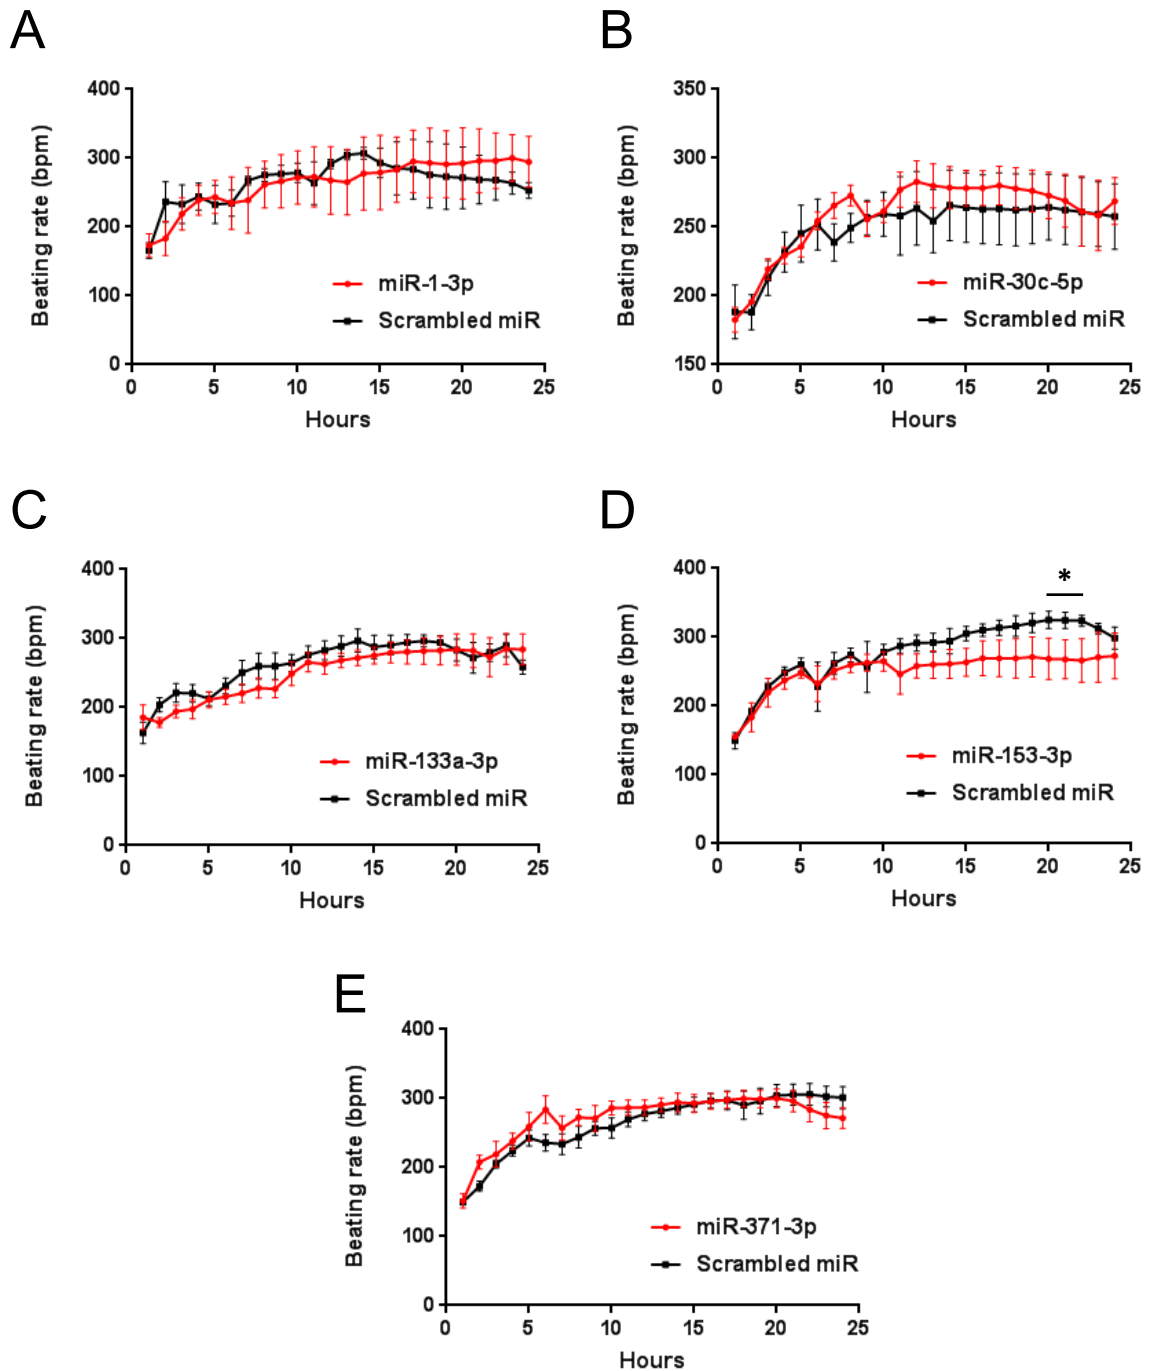 A
B
400
300
200
100
0
Beating rate (bpm)
miR-1-3p
Scrambled miR
0 5 10 15 20 25
Hours
350
300
250
200
150
Beating rate (bpm)
miR-30c-5p
Scrambled miR
0 5 10 15 20 25
Hours
C
D
400
300
200
100
0
Beating rate (bpm)
miR-133a-3p
Scrambled miR
0 5 10 15 20 25
Hours
400
300
200
100
0
Beating rate (bpm)
*
miR-153-3p
Scrambled miR
0 5 10 15 20 25
Hours
E
400
300
200
100
0
Beating rate (bpm)
miR-371-3p
Scrambled miR
0 5 10 15 20 25
Hours